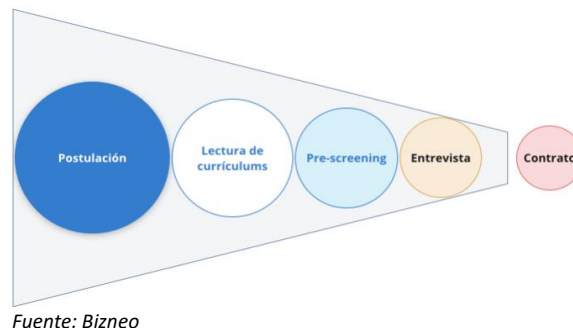 Postulación
Lectura de
currículums
Pre-screening
Entrevista
Contrato
Fuente: Bizneo